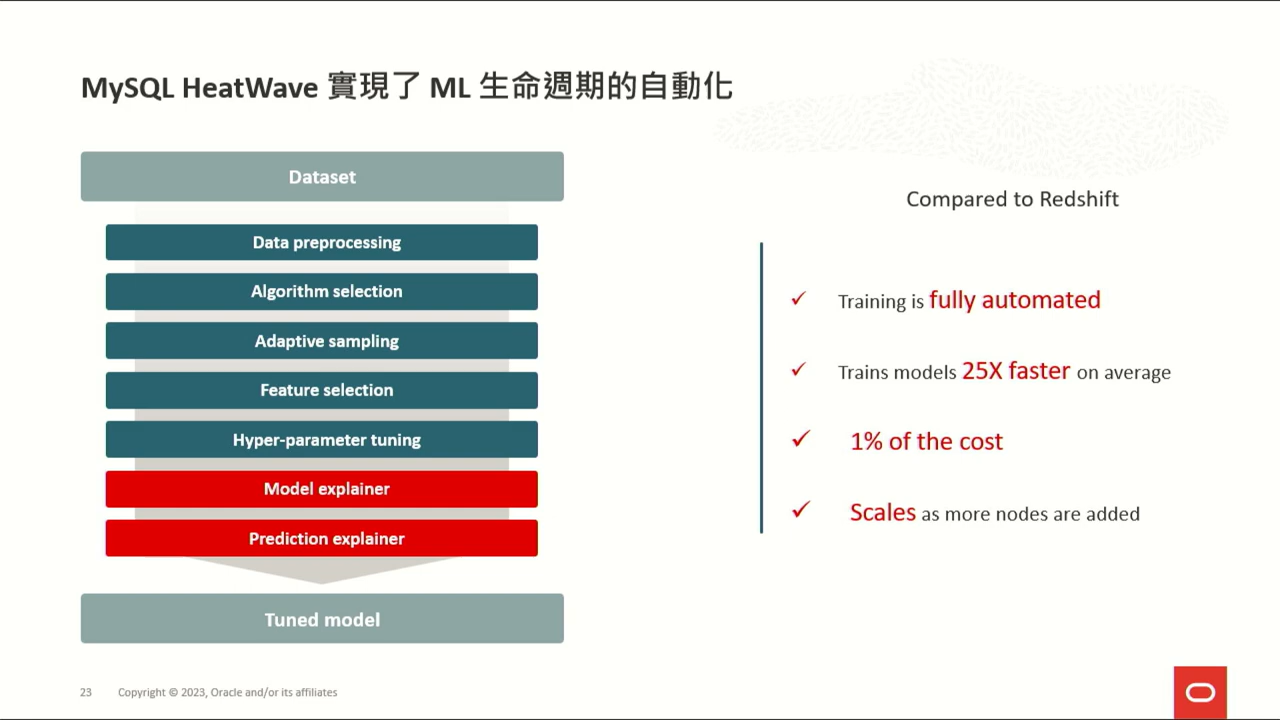 MySQL HeatWave 實現了 ML 生命週期的自動化
Dataset
Data preprocessing
Algorithm selection
Adaptive sampling
Feature selection
Hyper-parameter tuning
Model explainer
Prediction explainer
Tuned model
Compared to Redshift
✓ Training is fully automated
✓ Trains models 25X faster on average
✓ 1% of the cost
✓ Scales as more nodes are added
23 Copyright © 2023, Oracle and/or its affiliates